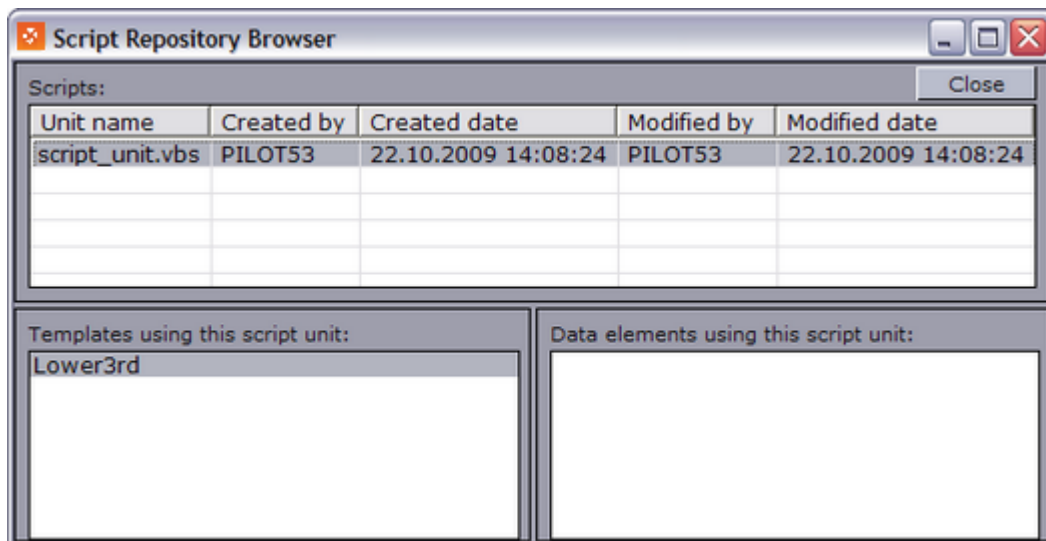 Script Repository Browser
Scripts:
Close
Unit name Created by Created date Modified by Modified date
script_unit.vbs PILOT53 22.10.2009 14:08:24 PILOT53 22.10.2009 14:08:24
Templates using this script unit:
Lower3rd
Data elements using this script unit: